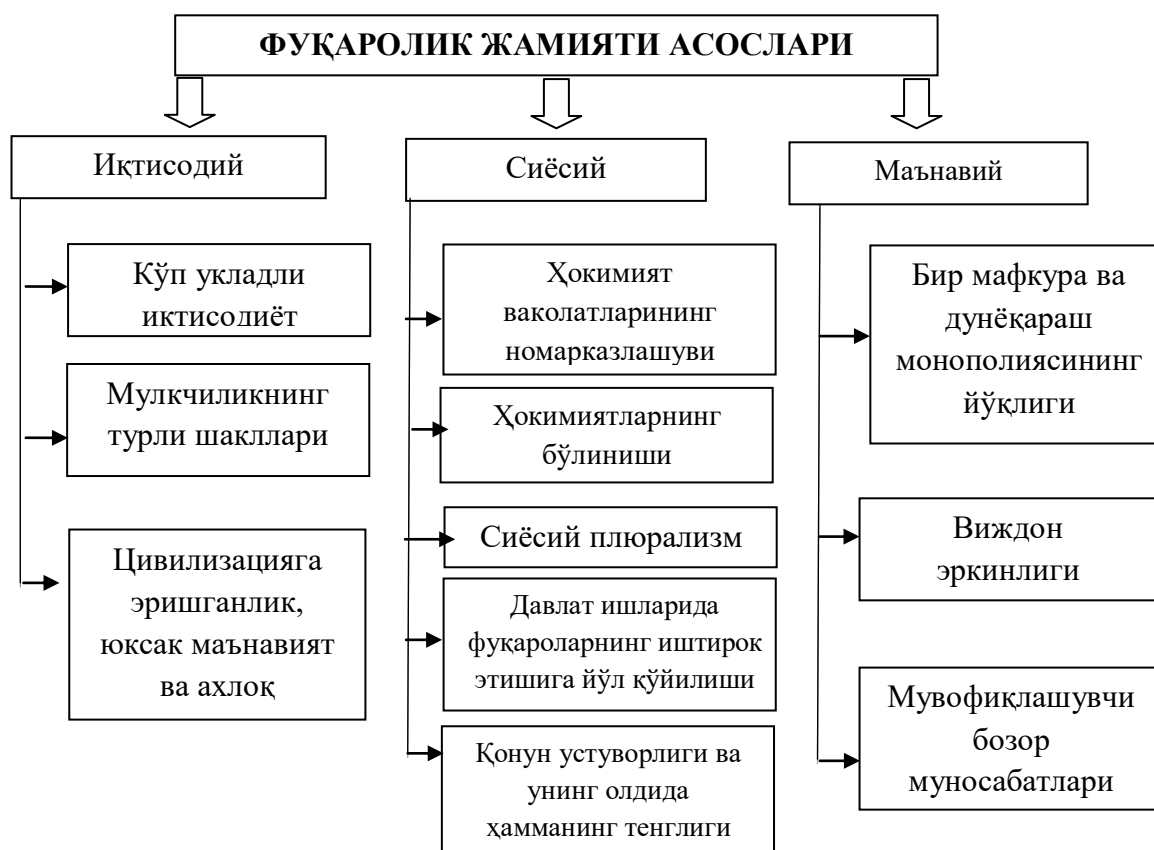 ФУҚАРОЛИК ЖАМИЯТИ АСОСЛАРИ
Иқтисодий
Кўп укладли
иқтисодиёт
Мулкчиликнинг
турли шакллари
Цивилизацияга
эришганлик,
юксак маънавият
ва ахлоқ
Сиёсий
Ҳокимият
ваколатларининг
номарказлашуви
Ҳокимиятларнинг
бўлиниши
Сиёсий плюрализм
Давлат ишларида
фуқароларнинг иштирок
этишига йўл қўйилиши
Қонун устуворлиги ва
унинг олдида
ҳамманинг тенглиги
Маънавий
Бир мафкура ва
дунёқараш
монополиясининг
йўқлиги
Виждон
эркинлиги
Мувофиқлашувчи
бозор
муносабатлари